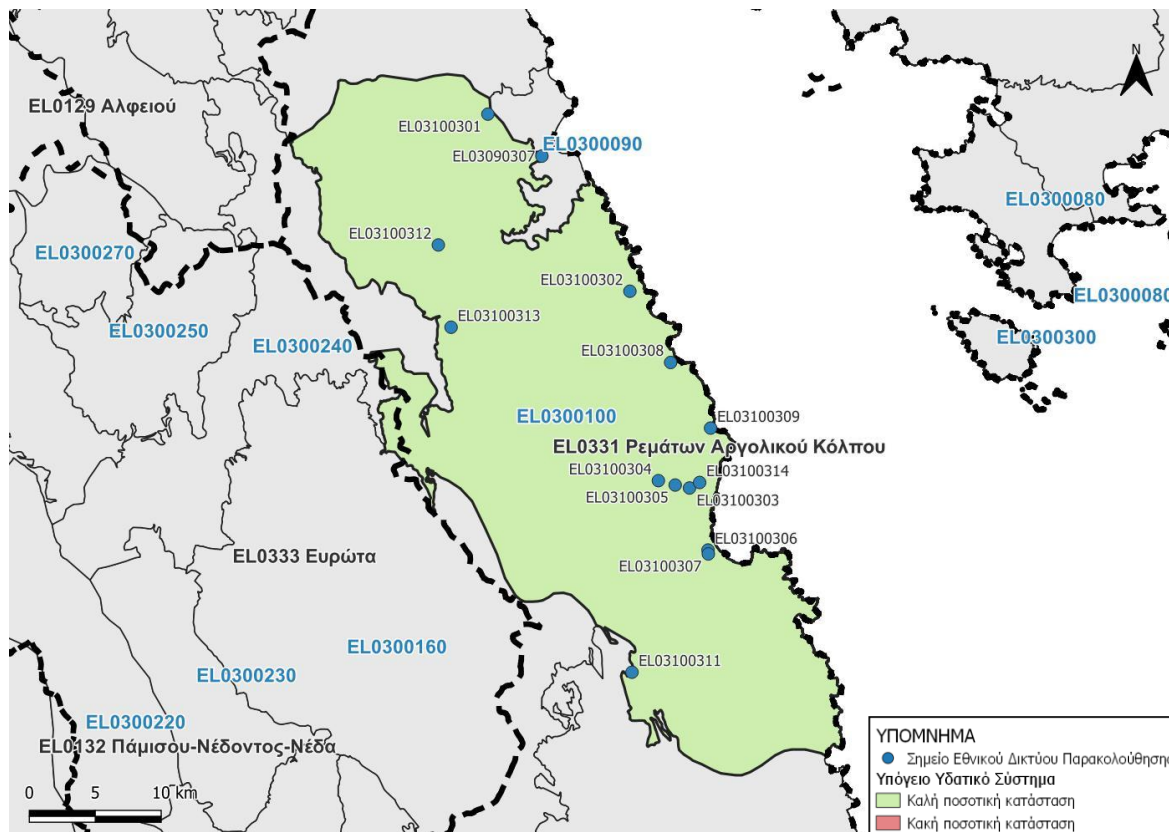 N
EL0129 Αλφειού
EL03100301
EL03090307
EL0300090
EL0300080
EL0300270
EL03100312
EL03100302
EL0300080
EL0300250
EL0300240
EL03100313
EL0300300
EL03100308
EL0300100
EL03100309
EL0331 Ρεμάτων Αργολικού Κόλπου
EL03100304
EL03100314
EL03100305
EL03100303
EL03100306
EL0333 Ευρώτα
EL03100307
EL0300160
EL03100311
EL0300230
EL0300220
EL0132 Πάμισου-Νέδοντος-Νέδα
0 5 10 km
ΥΠΟΜΝΗΜΑ
Σημείο Εθνικού Δικτύου Παρακολούθησης
Υπόγειο Υδατικό Σύστημα
Καλή ποσοτική κατάσταση
Κακή ποσοτική κατάσταση